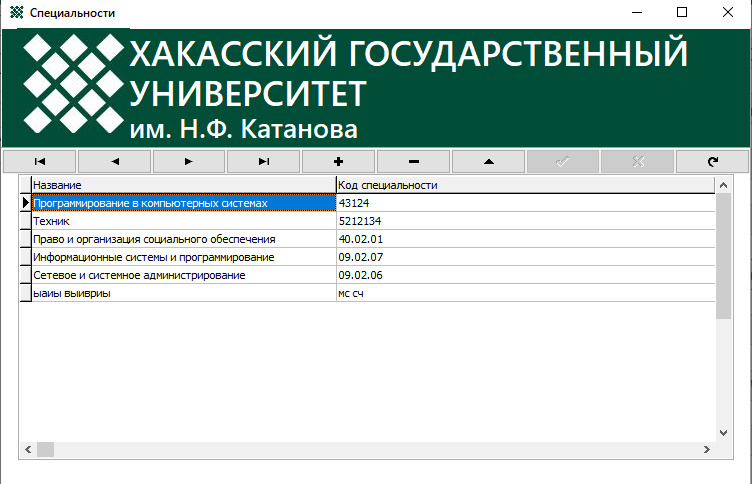 Специальности
ХАКАССКИЙ ГОСУДАРСТВЕННЫЙ
УНИВЕРСИТЕТ
им. Н.Ф. Катанова
Название Код специальности
Программирование в компьютерных системах 43124
Техник 5212134
Право и организация социального обеспечения 40.02.01
Информационные системы и программирование 09.02.07
Сетевое и системное администрирование 09.02.06
ыаиы выивриы мс сч